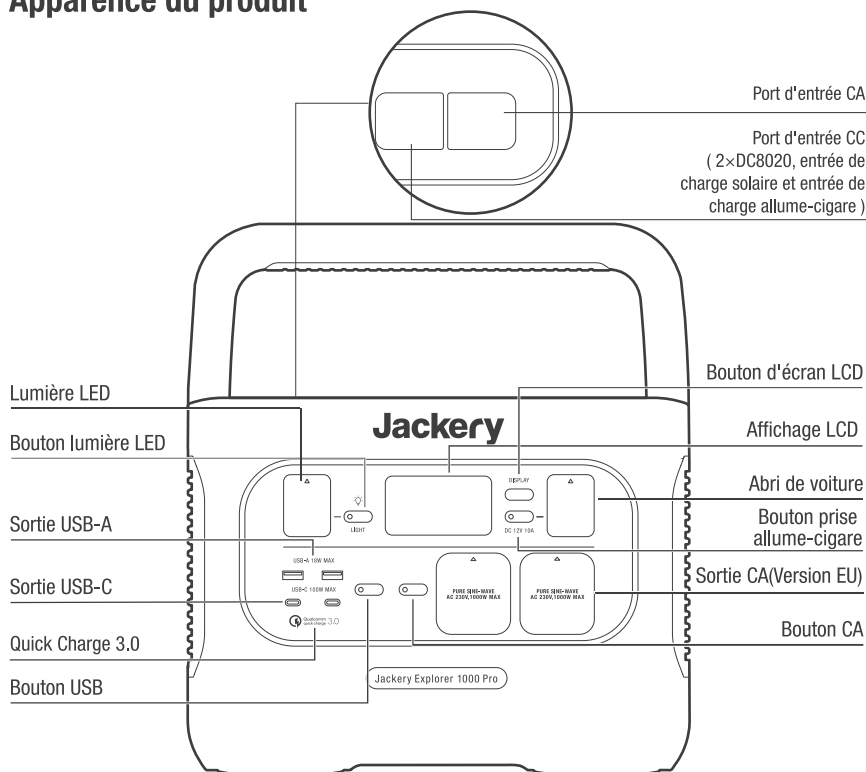 Apparence du produit
Port d'entrée CA
Port d'entrée CC
( 2×DC8020, entrée de
charge solaire et entrée de
charge allume-cigare )
Bouton d'écran LCD
Lumière LED
Jackery
Affichage LCD
Bouton lumière LED
DISPLAY
Abri de voiture
LIGHT
DC 12V 10A
Bouton prise
allume-cigare
Sortie USB-A
USB-A 18W MAX
Sortie USB-C
USB-C 100W MAX
PURE SINE-WAVE
AC 230V,1000W MAX
PURE SINE-WAVE
AC 230V,1000W MAX
Sortie CA(Version EU)
Qualcomm
quick charge 3.0
Quick Charge 3.0
Bouton CA
Bouton USB
Jackery Explorer 1000 Pro